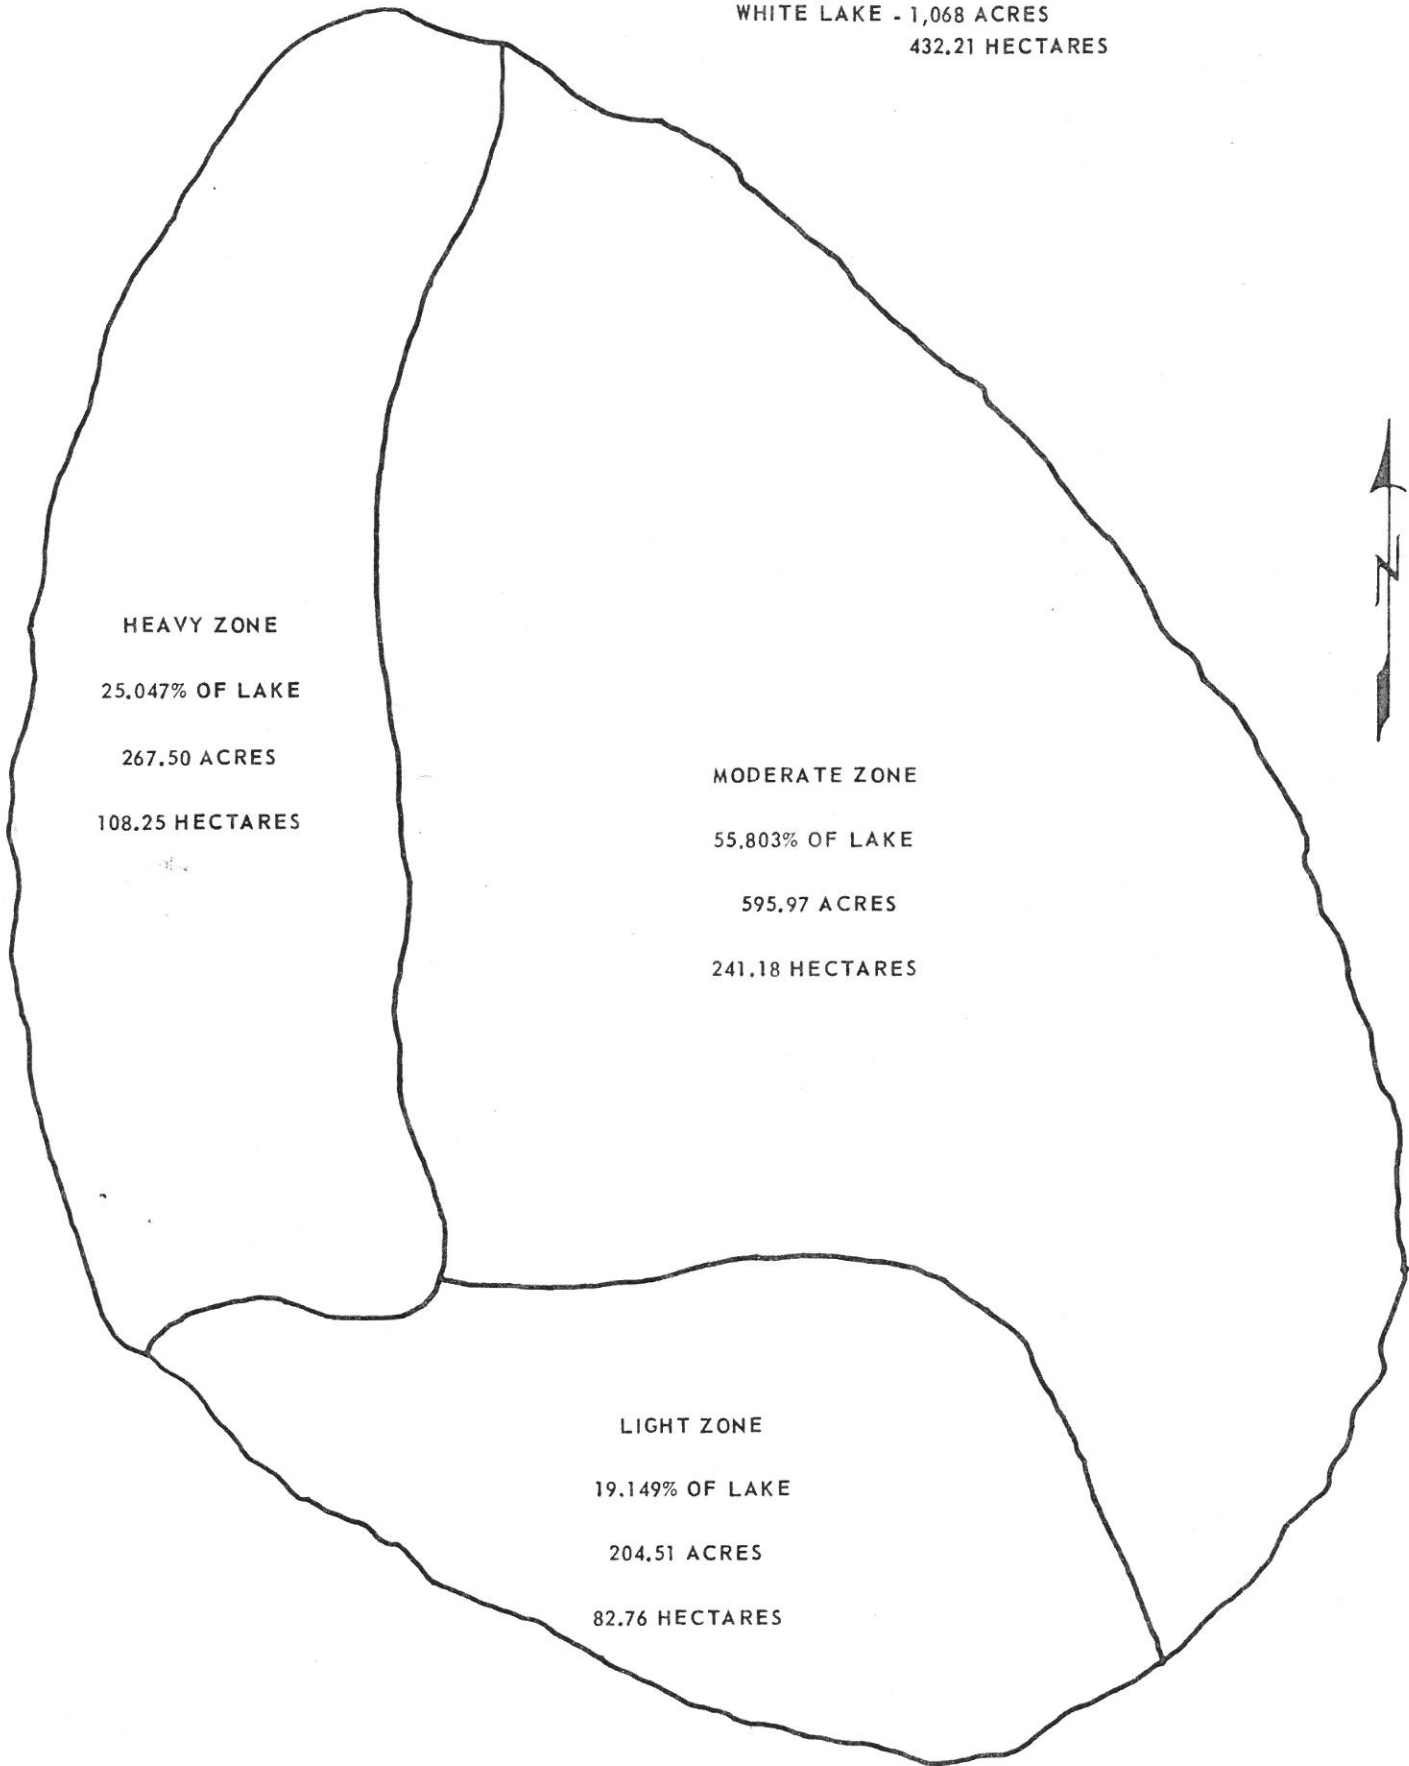 WHITE LAKE - 1,068 ACRES
432.21 HECTARES
HEAVY ZONE
25.047% OF LAKE
267.50 ACRES
108.25 HECTARES
N
MODERATE ZONE
55.803% OF LAKE
595.97 ACRES
241.18 HECTARES
LIGHT ZONE
19.149% OF LAKE
204.51 ACRES
82.76 HECTARES